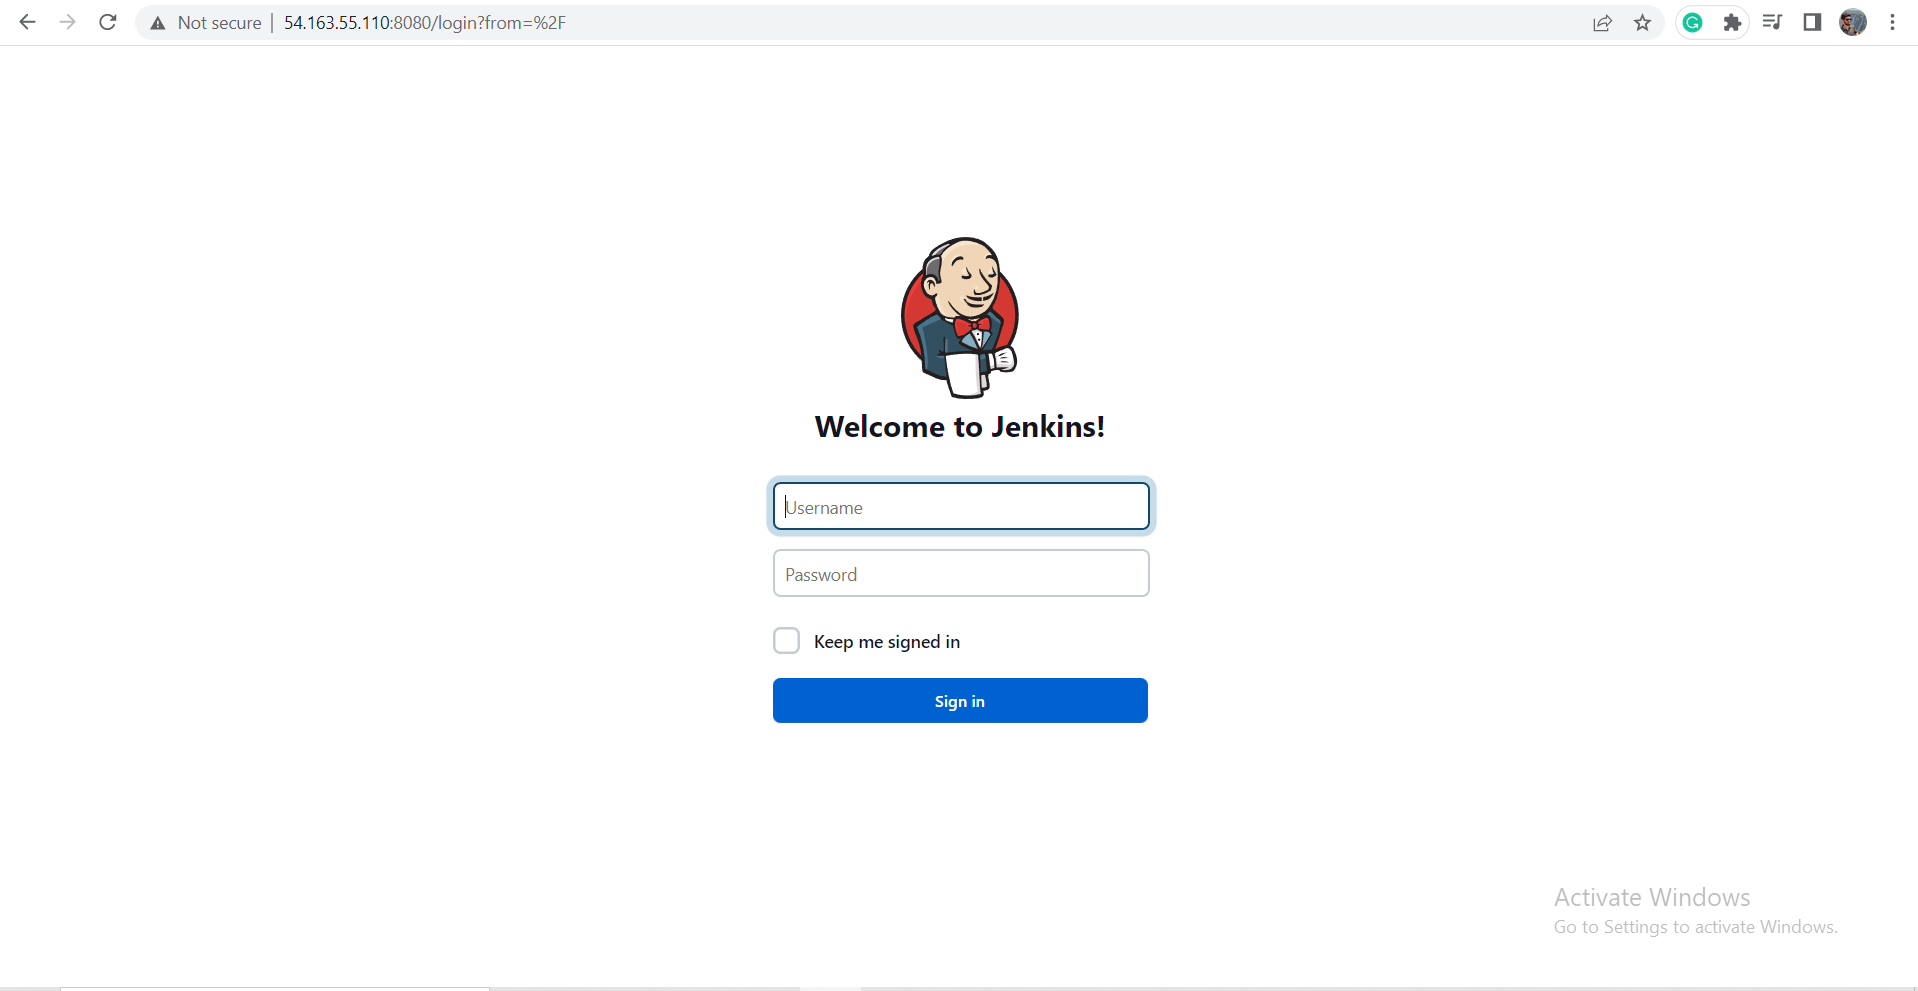 Not secure | 54.163.55.110:8080/login?from=%2F
Welcome to Jenkins!
Username
Password
Keep me signed in
Sign in
Activate Windows
Go to Settings to activate Windows.